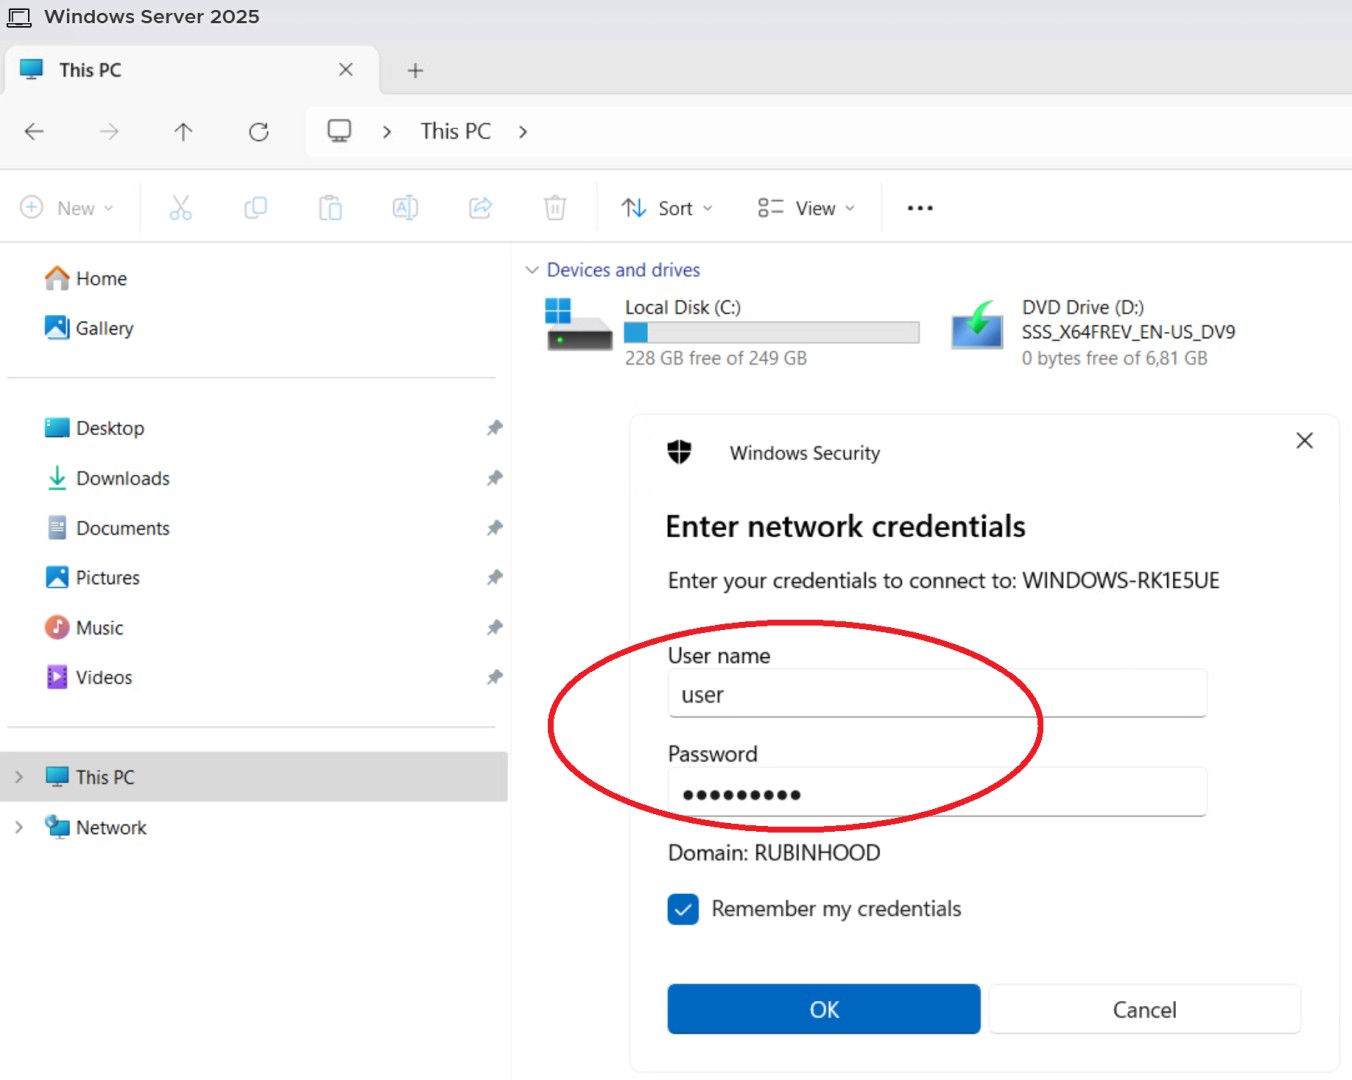 Windows Server 2025
This PC
This PC
New
Sort
View
Home
Gallery
Desktop
Downloads
Documents
Pictures
Music
Videos
This PC
Network
Devices and drives
Local Disk (C:)
228 GB free of 249 GB
DVD Drive (D:)
SSS_X64FREV_EN-US_DV9
0 bytes free of 6,81 GB
Windows Security
Enter network credentials
Enter your credentials to connect to: WINDOWS-RK1E5UE
User name
user
Password
Domain: RUBINHOOD
Remember my credentials
OK
Cancel